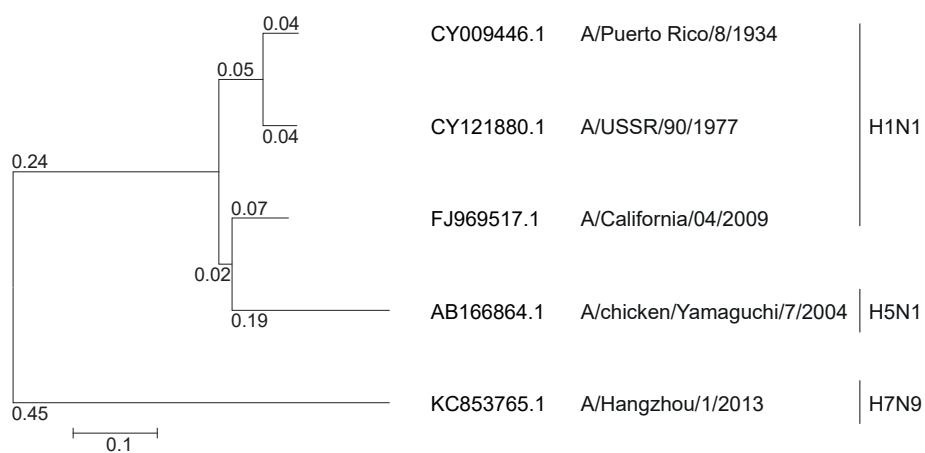 0.04
CY009446.1 A/Puerto Rico/8/1934
0.05
CY121880.1 A/USSR/90/1977 H1N1
0.04
0.24
0.07
FJ969517.1 A/California/04/2009
0.02
AB166864.1 A/chicken/Yamaguchi/7/2004 H5N1
0.19
KC853765.1 A/Hangzhou/1/2013 H7N9
0.45
0.1